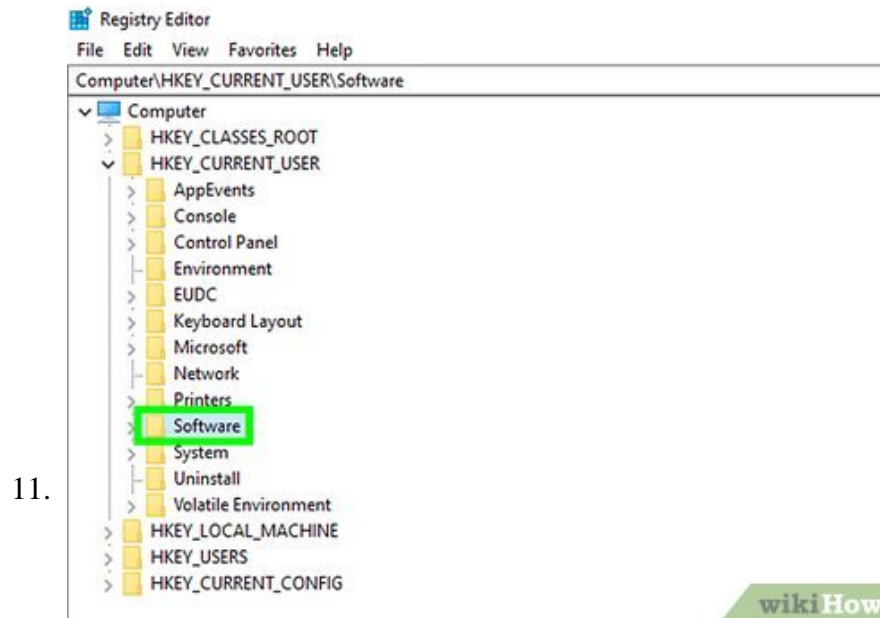 Registry Editor
File Edit View Favorites Help
Computer\HKEY_CURRENT_USER\Software
Computer
HKEY_CLASSES_ROOT
HKEY_CURRENT_USER
AppEvents
Console
Control Panel
Environment
EUDC
Keyboard Layout
Microsoft
Network
Printers
Software
System
Uninstall
Volatile Environment
HKEY_LOCAL_MACHINE
HKEY_USERS
HKEY_CURRENT_CONFIG
11.
wikiHow